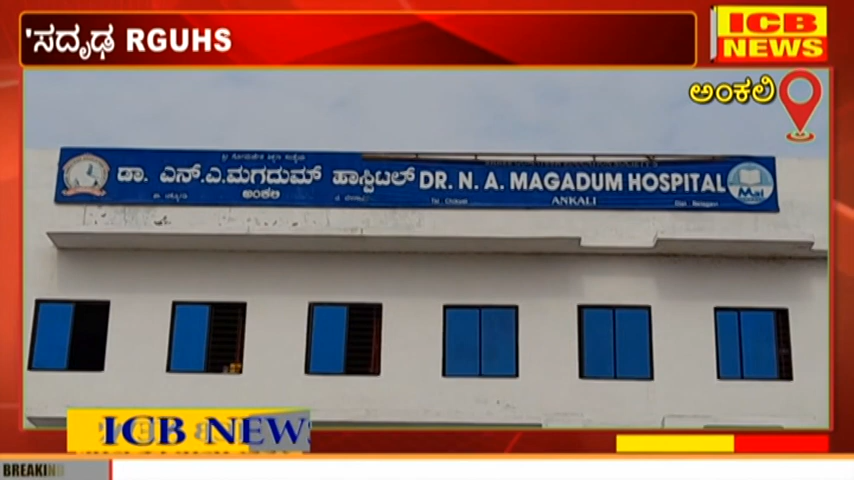 'ಸದೃಢ RGUHS
ICB
NEWS
ಅಂಕಲಿ
ಡಾ. ಎನ್.ಎ.ಮಗದುಮ್ ಹಾಸ್ಪಿಟಲ್ DR. N. A. MAGADUM HOSPITAL
ಅಂಕಲಿ
ANKALI
ICB NEWS
BREAKING